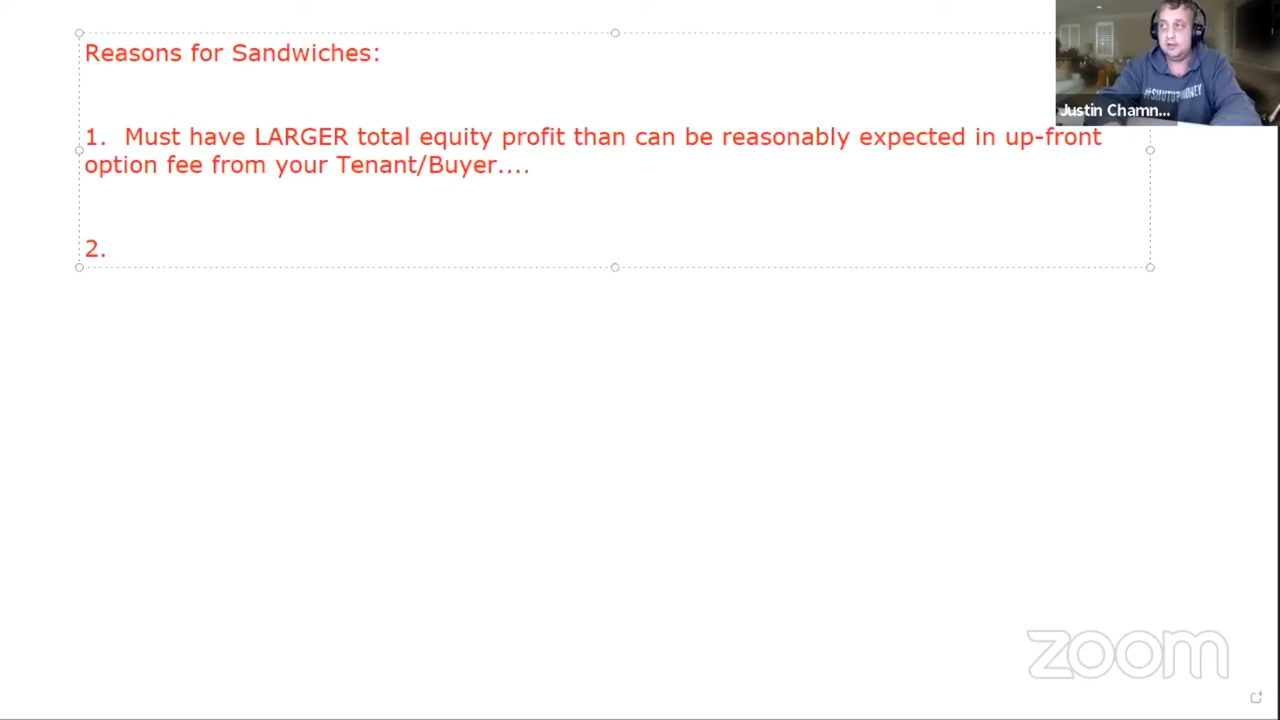 Reasons for Sandwiches:
1. Must have LARGER total equity profit than can be reasonably expected in up-front
option fee from your Tenant/Buyer....
2.
#SHUTUPMONEY
Justin Chamn...
zoom